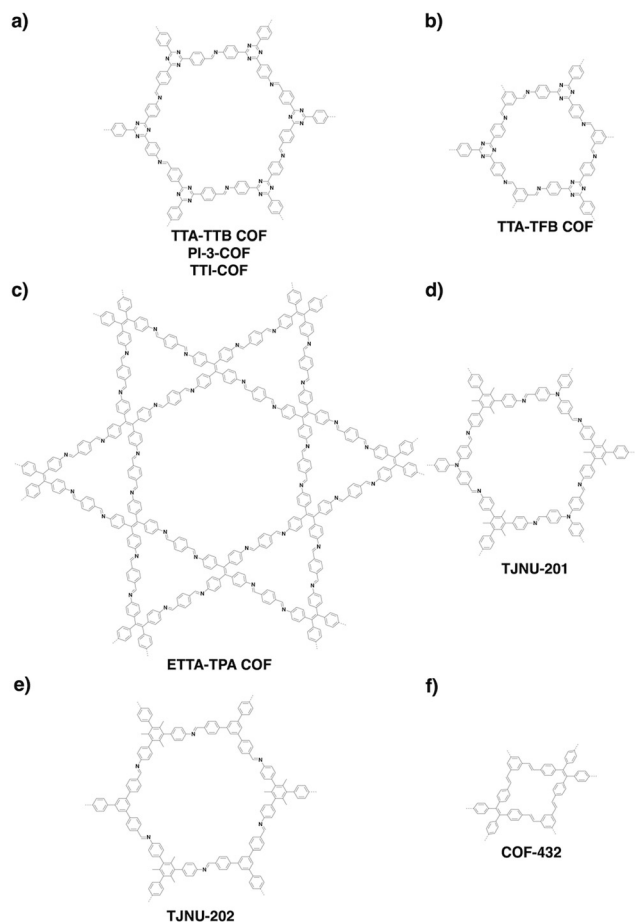 a)
b)
TTA-TTB COF
PI-3-COF
TTI-COF
TTA-TFB COF
c)
d)
TJNU-201
ETTA-TPA COF
e)
f)
COF-432
TJNU-202